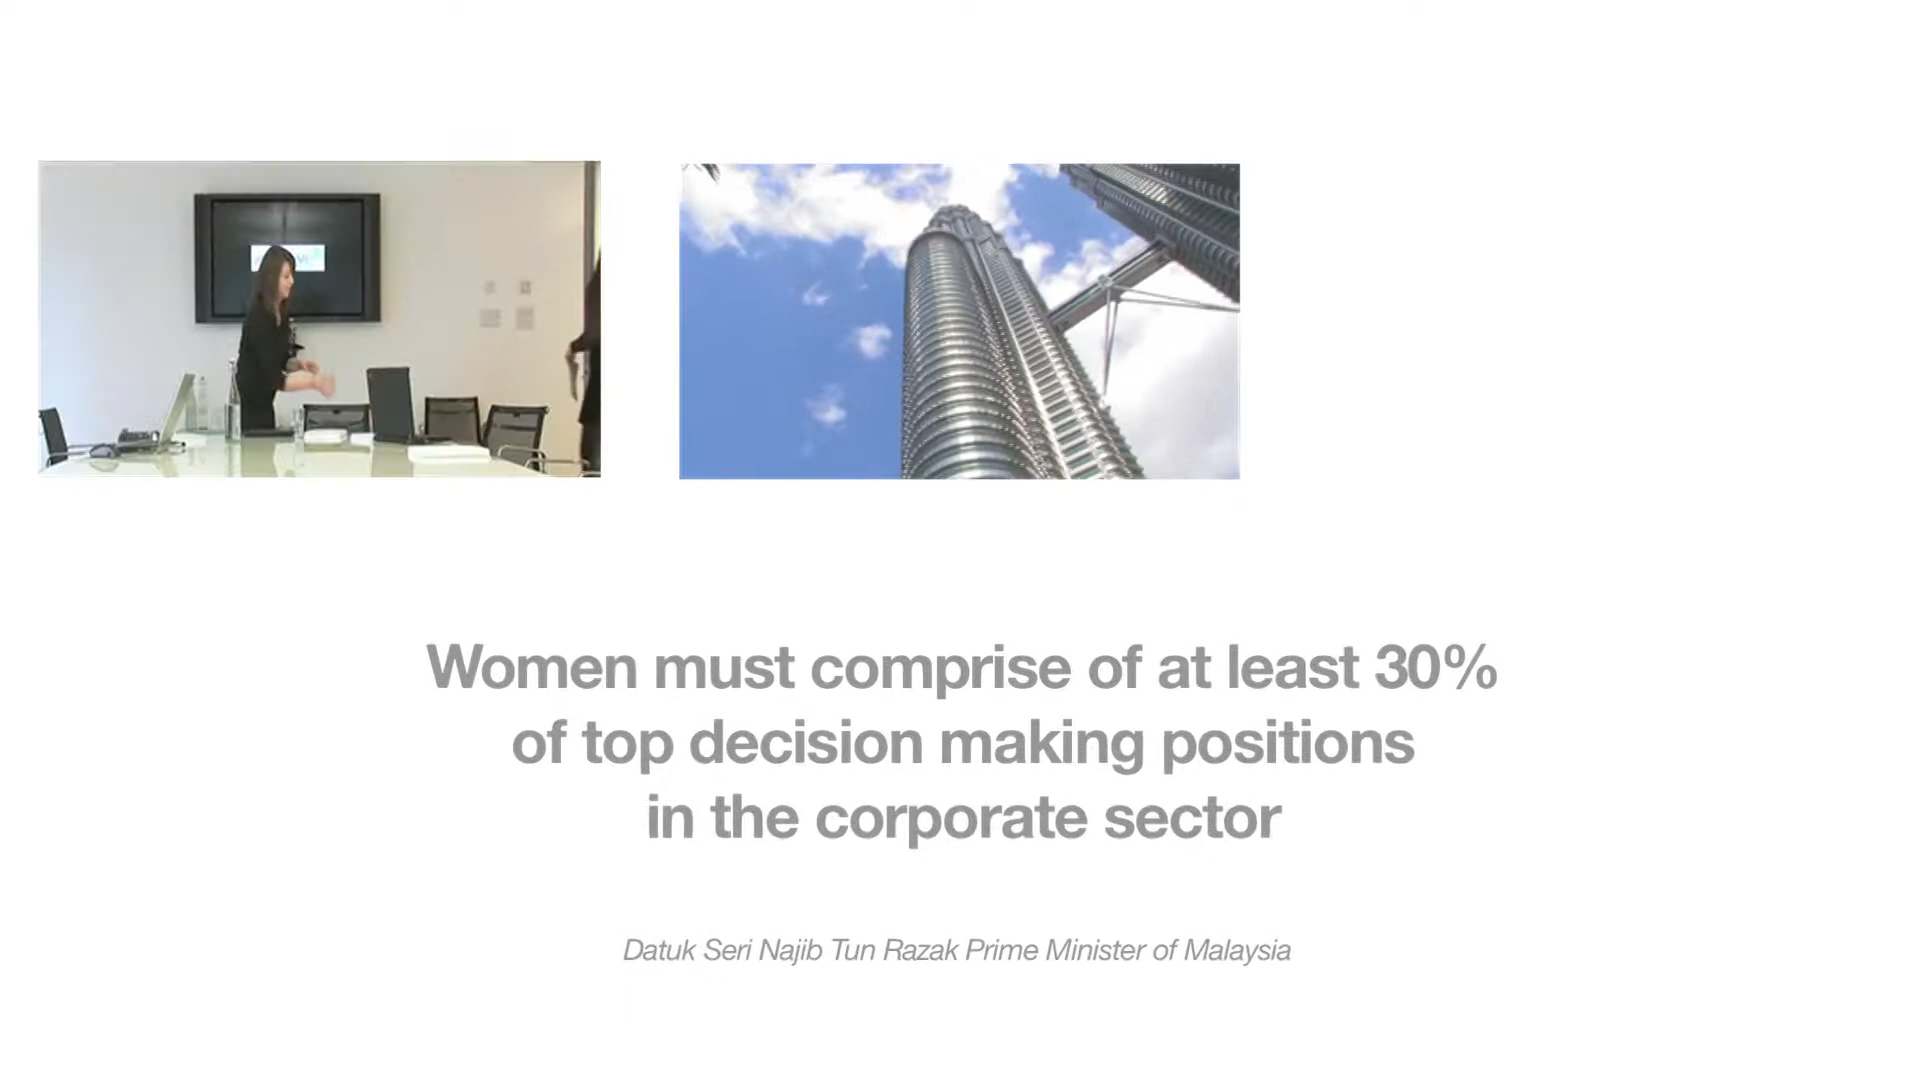 Women must comprise of at least 30%
of top decision making positions
in the corporate sector
Datuk Seri Najib Tun Razak Prime Minister of Malaysia